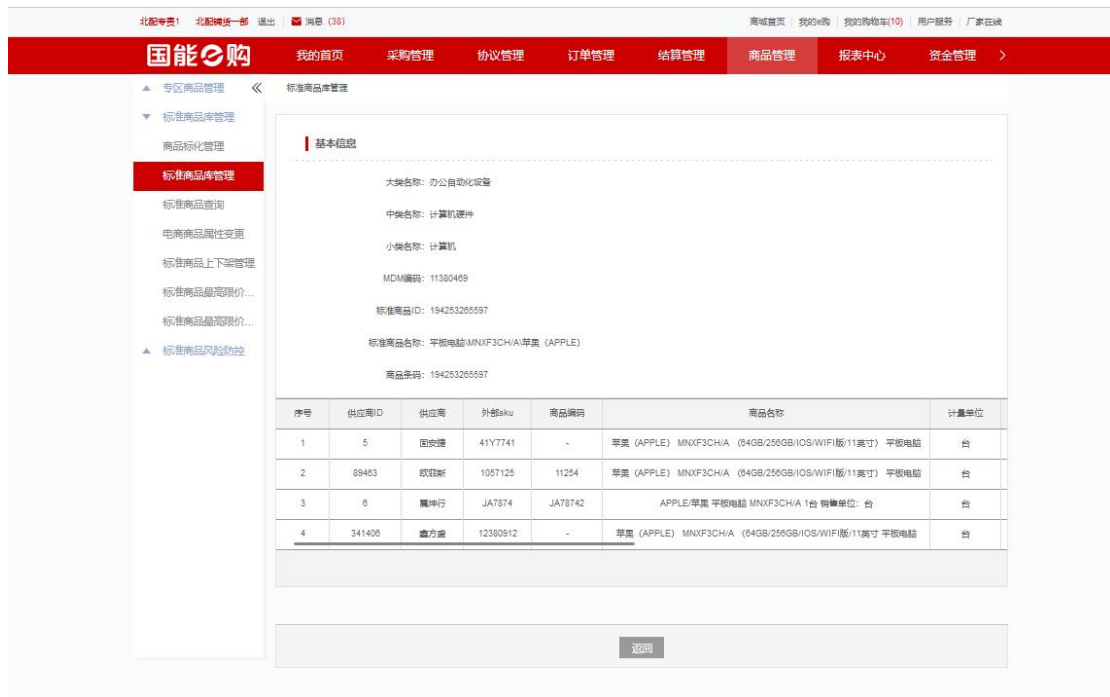 北配专责1 北配辅货一部 退出 消息 (38) 商城首页 我的e购 我的购物车(10) 用户服务 厂家在线
国能e购 我的首页 采购管理 协议管理 订单管理 结算管理 商品管理 报表中心 资金管理
专区商品管理 标准商品库管理
标准商品库管理
商品标化管理
标准商品库管理
标准商品查询
电商商品属性变更
标准商品上下架管理
标准商品最高限价...
标准商品最高限价...
标准商品风险防控
基本信息
大类名称: 办公自动化设备
中类名称: 计算机硬件
小类名称: 计算机
MDM编码: 11380469
标准商品ID: 194253265597
标准商品名称: 平板电脑\MNXF3CH/A\苹果 (APPLE)
商品条码: 194253265597
序号 供应商ID 供应商 外部sku 商品编码 商品名称 计量单位
1 5 固安捷 41Y7741 - 苹果 (APPLE) MNXF3CH/A (64GB/256GB/IOS/WIFI版/11英寸) 平板电脑 台
2 89463 欧菲斯 1057125 11254 苹果 (APPLE) MNXF3CH/A (64GB/256GB/IOS/WIFI版/11英寸) 平板电脑 台
3 6 震坤行 JA7874 JA78742 APPLE/苹果 平板电脑 MNXF3CH/A 1台 销售单位: 台 台
4 341406 鑫方盛 12380912 - 苹果 (APPLE) MNXF3CH/A (64GB/256GB/IOS/WIFI版/11英寸 平板电脑 台
返回